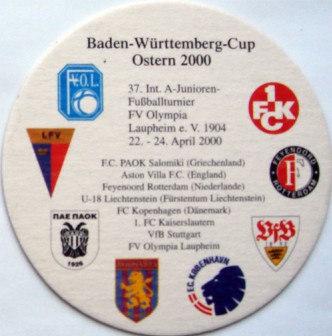 Baden-Württemberg-Cup
Ostern 2000
37. Int. A-Junioren-
Fußballturnier
FV Olympia
Laupheim e. V. 1904
22. - 24. April 2000
F.C. PAOK Salomiki (Griechenland)
Aston Villa F.C. (England)
Feyenoord Rotterdam (Niederlande)
U-18 Liechtenstein (Fürstentum Liechtenstein)
FC Kopenhagen (Dänemark)
1. FC Kaiserslautern
VfB Stuttgart
FV Olympia Laupheim
F.V.O.L.
1
FCK
LFV
FEYENOORD
F
ROTTERDAM
ΠΑΕ ΠΑΟΚ
1926
VfB
F.C. KØBENHAVN